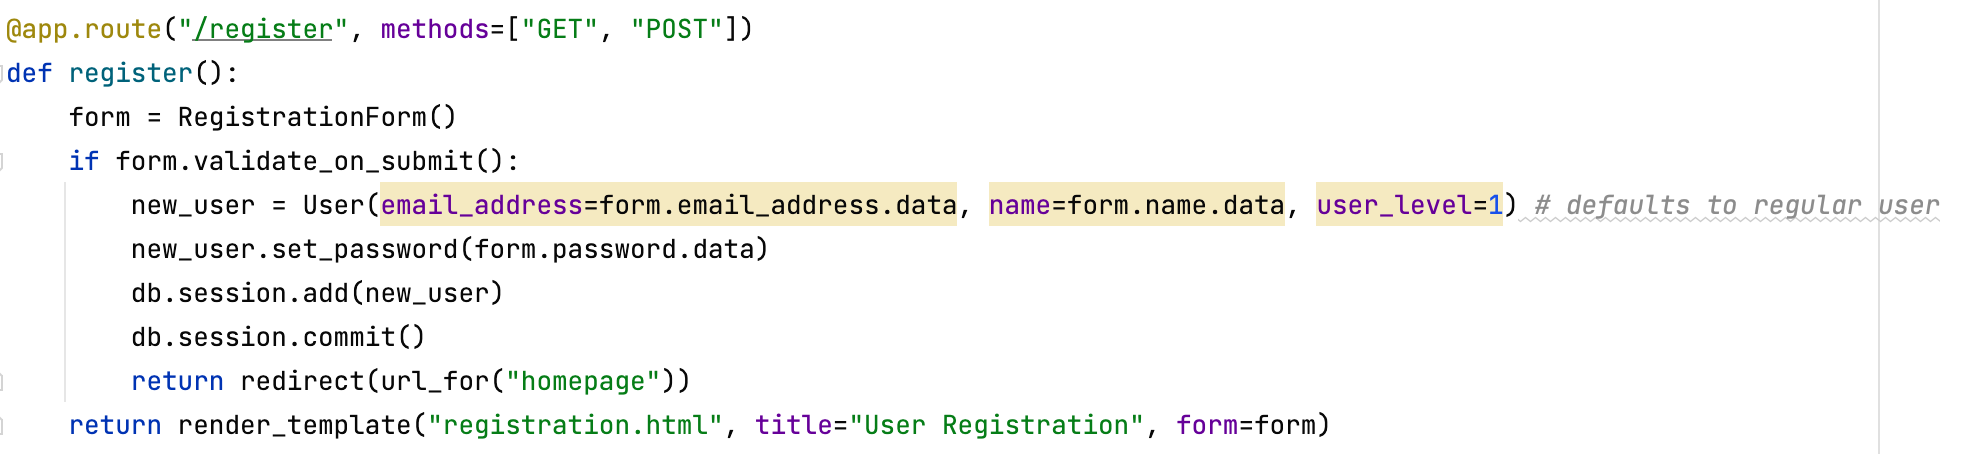 @app.route("/register", methods=["GET", "POST"])
def register():
    form = RegistrationForm()
    if form.validate_on_submit():
        new_user = User(email_address=form.email_address.data, name=form.name.data, user_level=1) # defaults to regular user
        new_user.set_password(form.password.data)
        db.session.add(new_user)
        db.session.commit()
        return redirect(url_for("homepage"))
    return render_template("registration.html", title="User Registration", form=form)